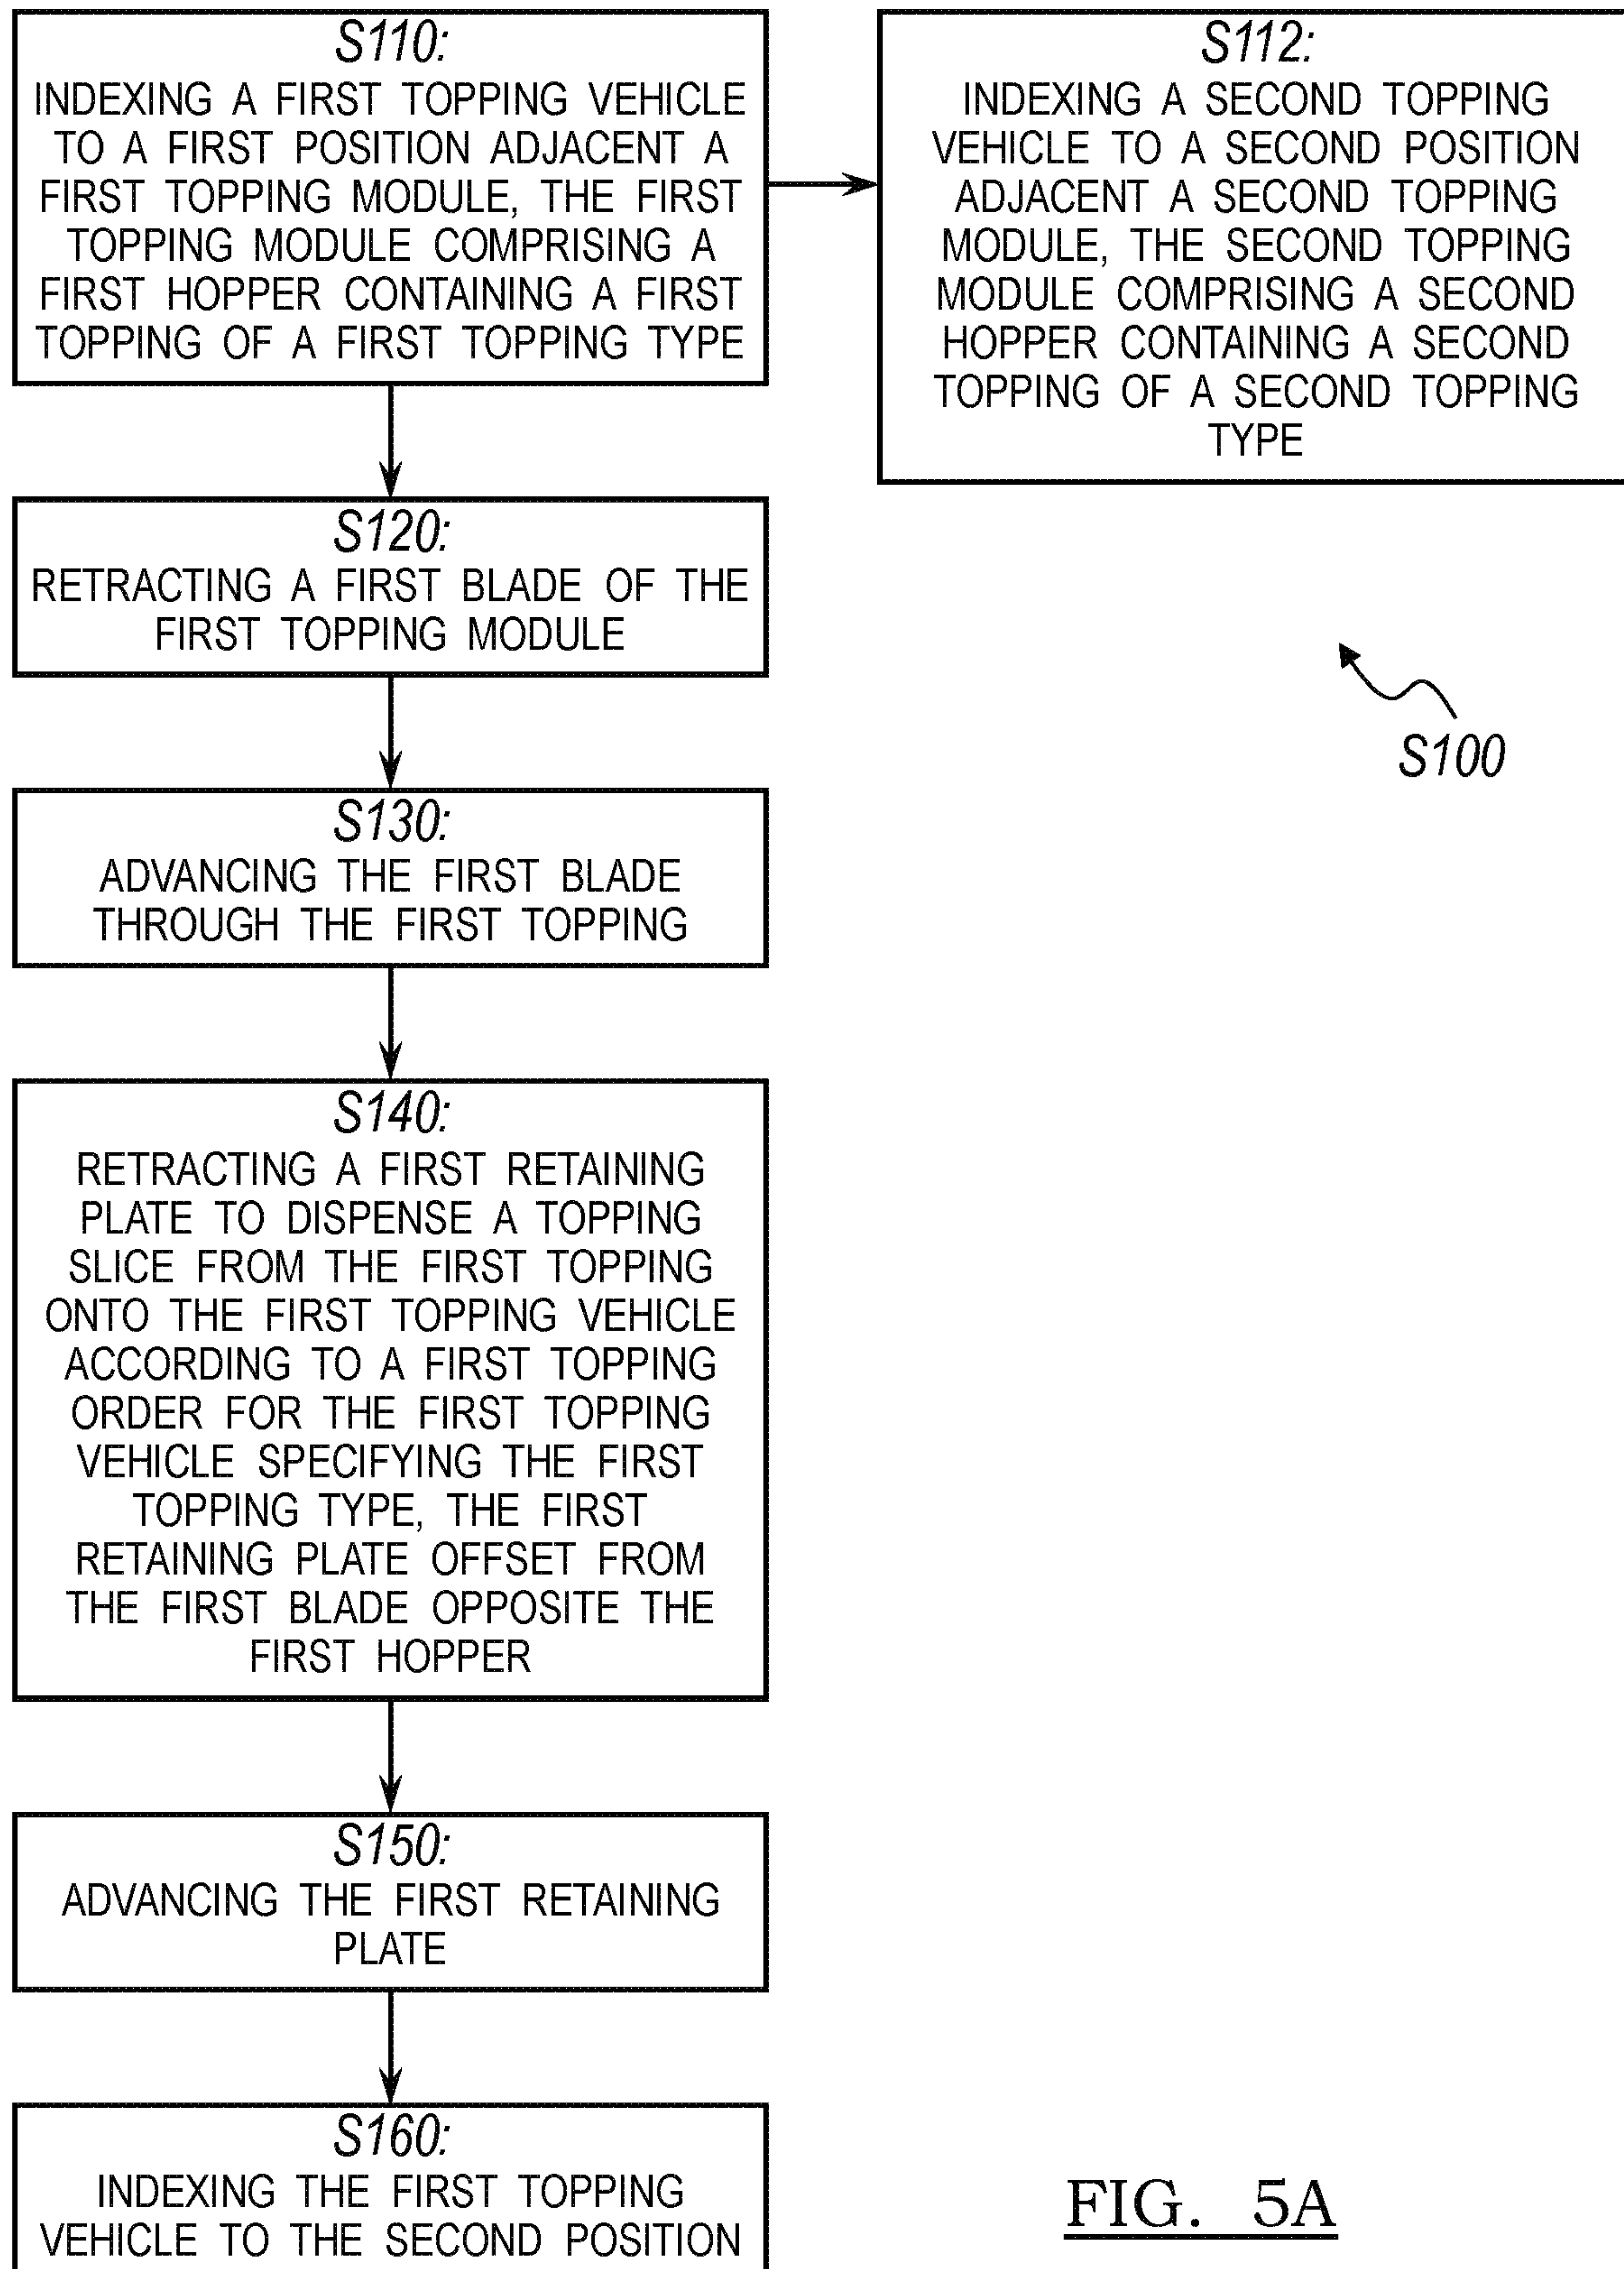 S110:
INDEXING A FIRST TOPPING VEHICLE
TO A FIRST POSITION ADJACENT A
FIRST TOPPING MODULE, THE FIRST
TOPPING MODULE COMPRISING A
FIRST HOPPER CONTAINING A FIRST
TOPPING OF A FIRST TOPPING TYPE
S112:
INDEXING A SECOND TOPPING
VEHICLE TO A SECOND POSITION
ADJACENT A SECOND TOPPING
MODULE, THE SECOND TOPPING
MODULE COMPRISING A SECOND
HOPPER CONTAINING A SECOND
TOPPING OF A SECOND TOPPING
TYPE
S120:
RETRACTING A FIRST BLADE OF THE
FIRST TOPPING MODULE
S100
S130:
ADVANCING THE FIRST BLADE
THROUGH THE FIRST TOPPING
S140:
RETRACTING A FIRST RETAINING
PLATE TO DISPENSE A TOPPING
SLICE FROM THE FIRST TOPPING
ONTO THE FIRST TOPPING VEHICLE
ACCORDING TO A FIRST TOPPING
ORDER FOR THE FIRST TOPPING
VEHICLE SPECIFYING THE FIRST
TOPPING TYPE, THE FIRST
RETAINING PLATE OFFSET FROM
THE FIRST BLADE OPPOSITE THE
FIRST HOPPER
S150:
ADVANCING THE FIRST RETAINING
PLATE
S160:
INDEXING THE FIRST TOPPING
VEHICLE TO THE SECOND POSITION
FIG. 5A